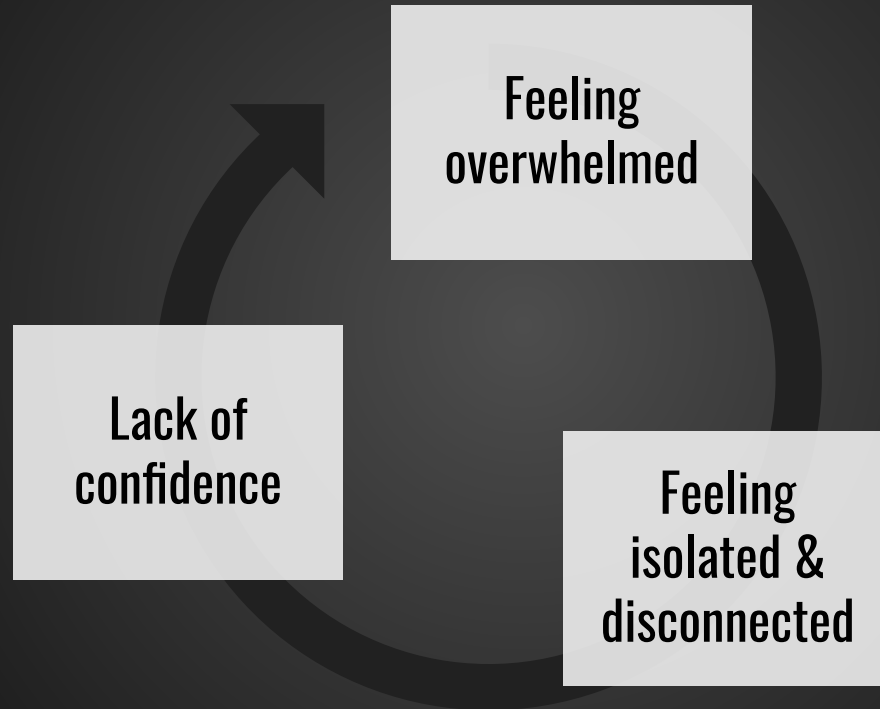 Feeling
overwhelmed
Feeling
isolated &
disconnected
Lack of
confidence